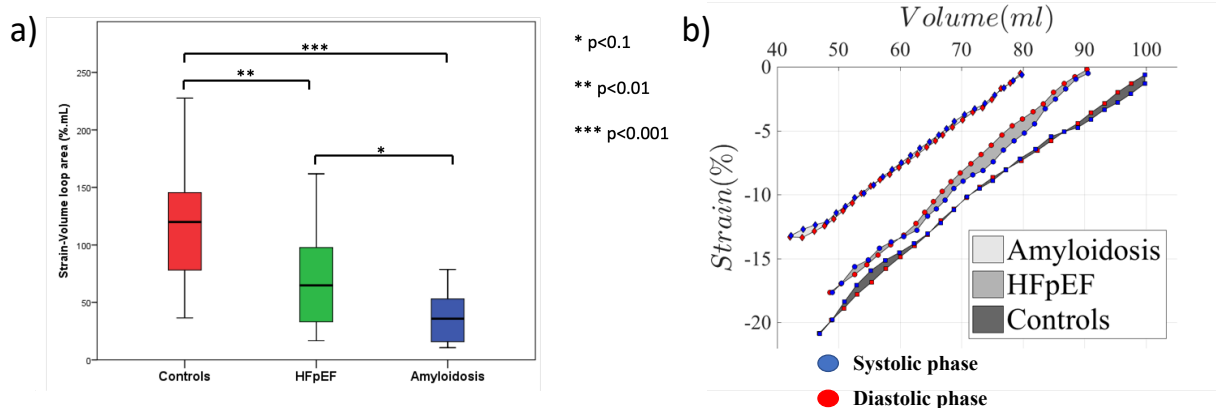 a)
Strain-Volume loop area (%.mL)
250
200
150
100
50
0
***
**
*
Controls
HFpEF
Amyloidosis
* p<0.1
** p<0.01
*** p<0.001
b)
Volume(ml)
40 50 60 70 80 90 100
Strain(%)
0
-5
-10
-15
-20
Amyloidosis
HFpEF
Controls
Systolic phase
Diastolic phase